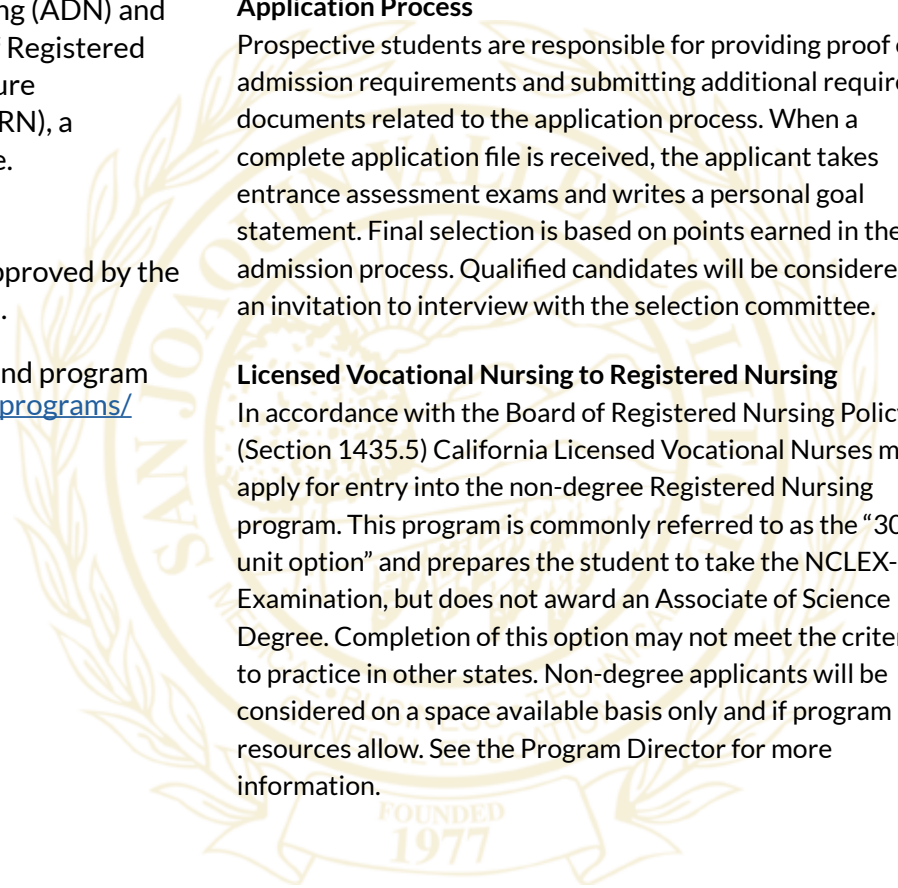 ng (ADN) and
Registered
ure
RN), a
e.
pproved by the
.
nd program
programs/
Application Process
Prospective students are responsible for providing proof
admission requirements and submitting additional require
documents related to the application process. When a
complete application file is received, the applicant takes
entrance assessment exams and writes a personal goal
statement. Final selection is based on points earned in the
admission process. Qualified candidates will be considere
an invitation to interview with the selection committee.
Licensed Vocational Nursing to Registered Nursing
In accordance with the Board of Registered Nursing Policy
(Section 1435.5) California Licensed Vocational Nurses m
apply for entry into the non-degree Registered Nursing
program. This program is commonly referred to as the “30
unit option” and prepares the student to take the NCLEX-
Examination, but does not award an Associate of Science
Degree. Completion of this option may not meet the criter
to practice in other states. Non-degree applicants will be
considered on a space available basis only and if program
resources allow. See the Program Director for more
information.
SAN JOAQUIN VALLEY COLLEGE
FOUNDED
1977